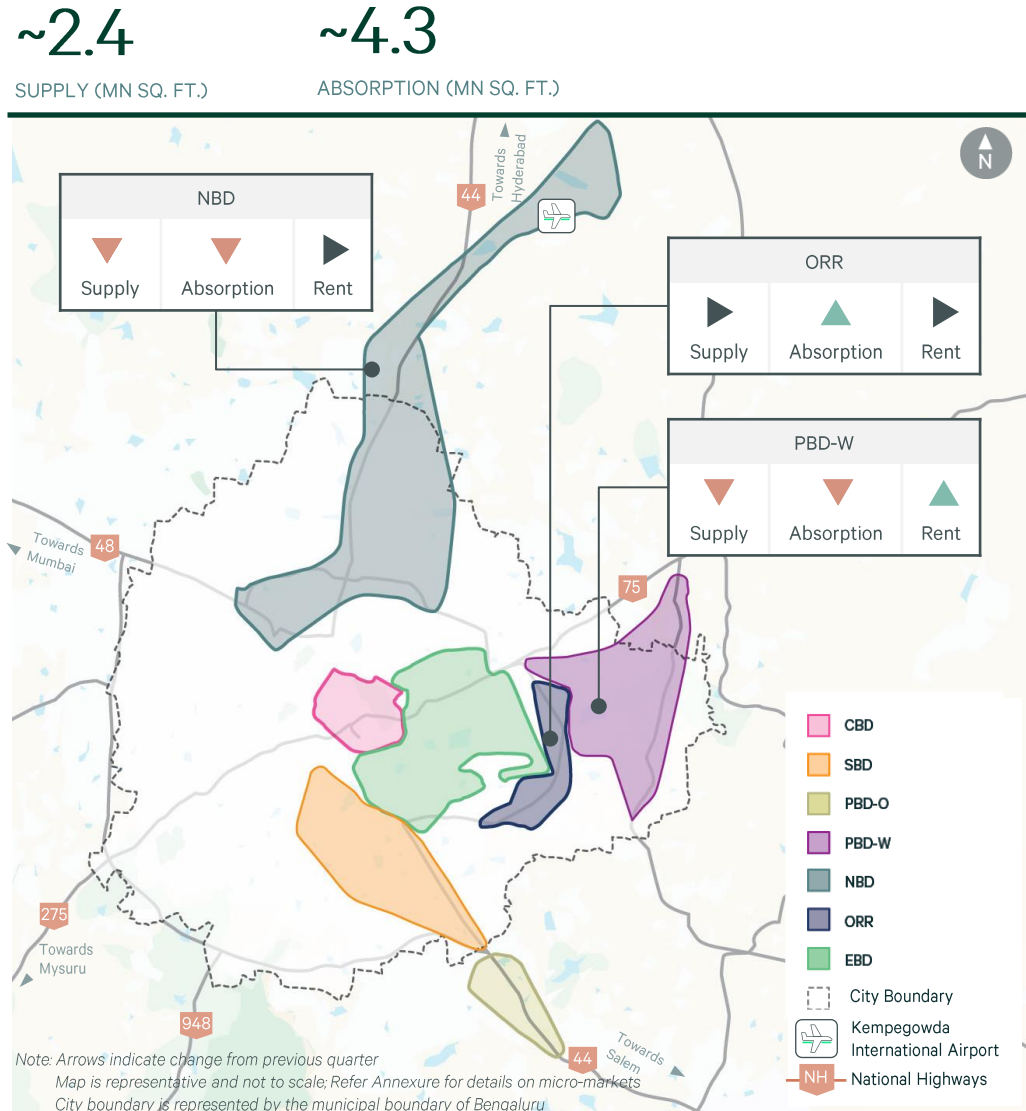 ~2.4
SUPPLY (MN SQ. FT.)
~4.3
ABSORPTION (MN SQ. FT.)
N
Towards
Hyderabad
44
NBD
Supply
Absorption
Rent
ORR
Supply
Absorption
Rent
PBD-W
Supply
Absorption
Rent
Towards
Mumbai
48
75
CBD
SBD
PBD-O
PBD-W
NBD
ORR
EBD
City Boundary
Kempegowda
International Airport
NH
National Highways
275
Towards
Mysuru
948
44
Towards
Salem
Note: Arrows indicate change from previous quarter
Map is representative and not to scale; Refer Annexure for details on micro-markets
City boundary is represented by the municipal boundary of Bengaluru